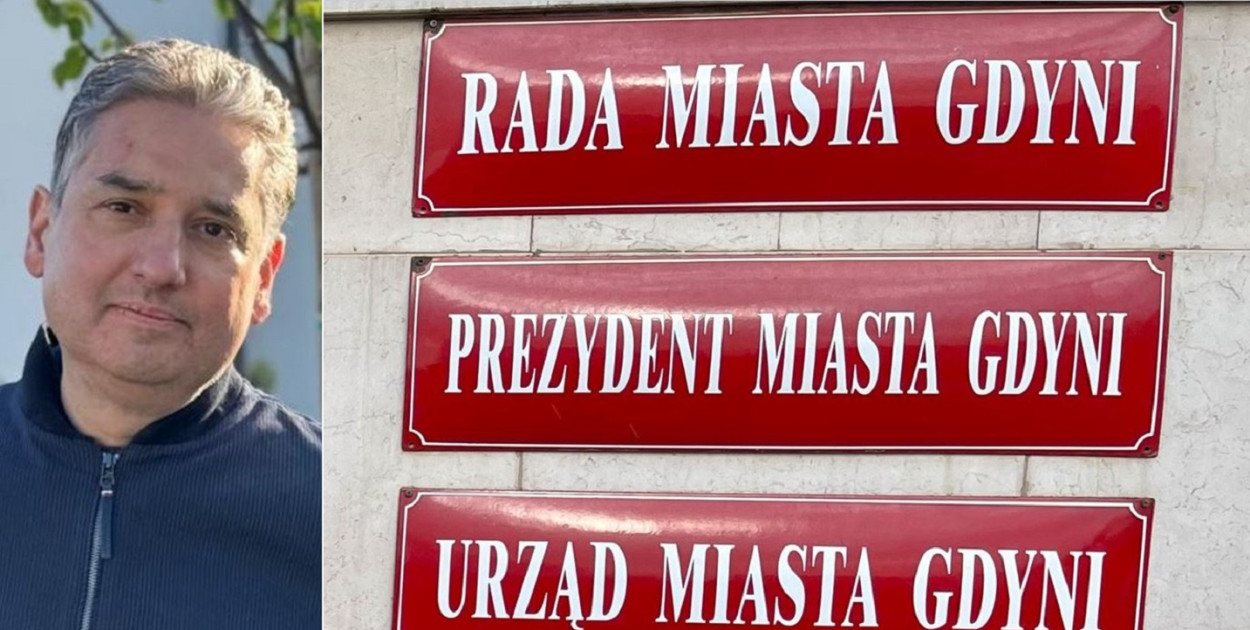 RADA MIASTA GDYNI
PREZYDENT MIASTA GDYNI
URZĄD MIASTA GDYNI